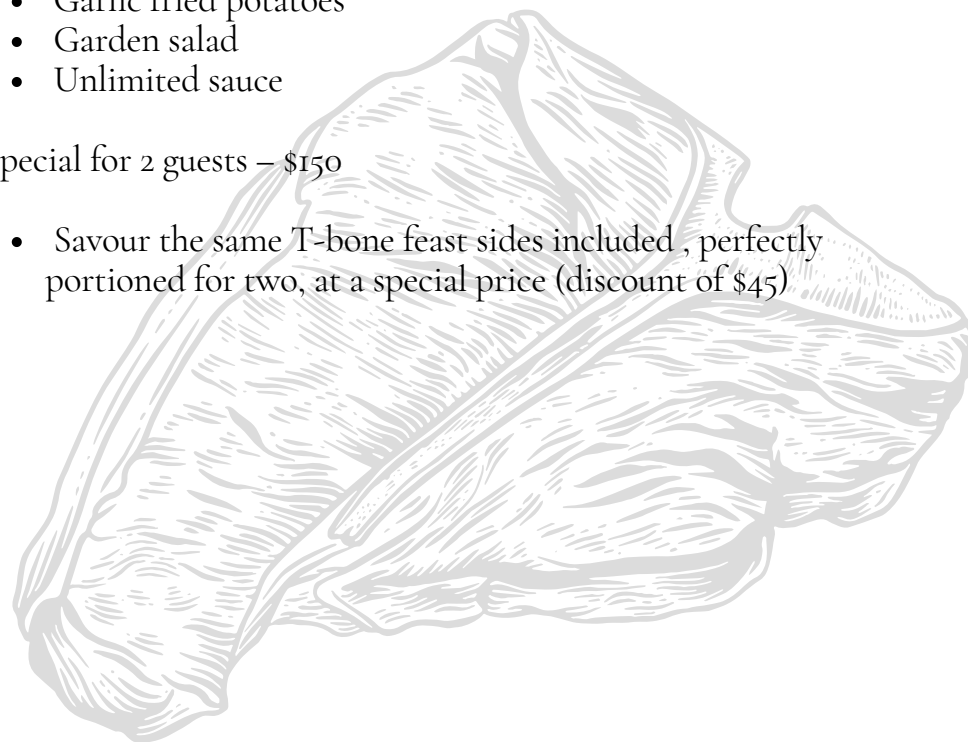 • Garlic fried potatoes
• Garden salad
• Unlimited sauce
pecial for 2 guests – $150
• Savour the same T-bone feast sides included , perfectly
portioned for two, at a special price (discount of $45)